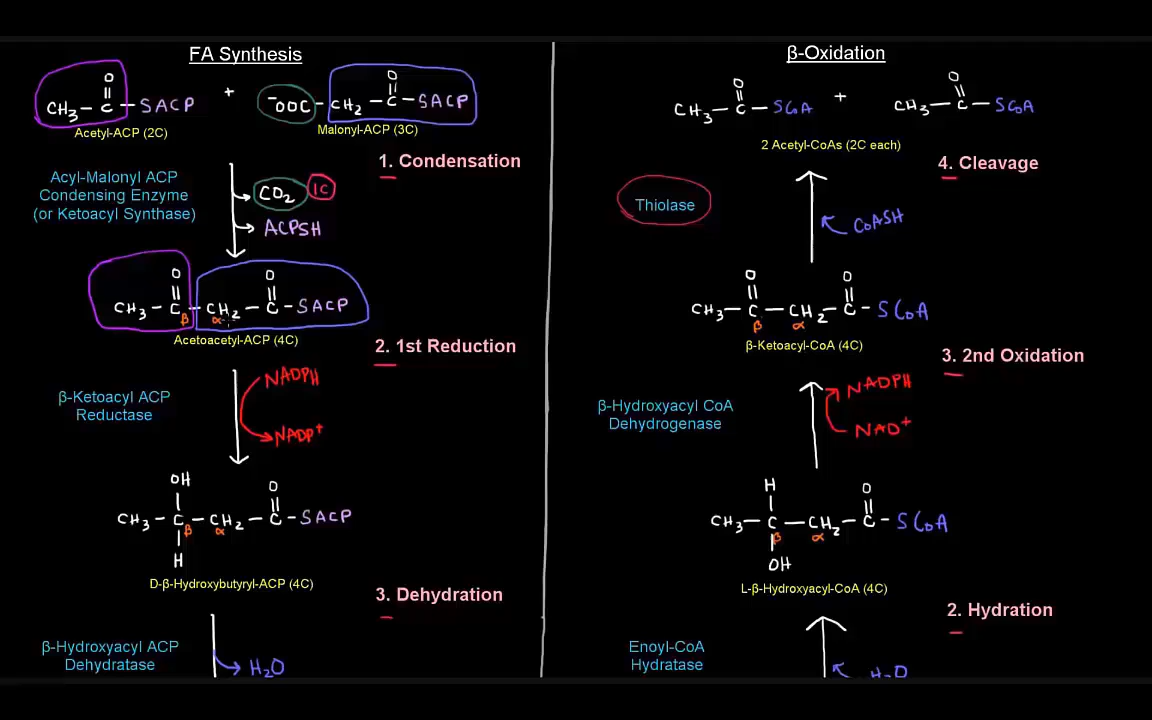 FA Synthesis
O
CH3 - C - SACP + -OOC - CH2 - C - SACP
O
Acetyl-ACP (2C)
Malonyl-ACP (3C)
1. Condensation
Acyl-Malonyl ACP
Condensing Enzyme
(or Ketoacyl Synthase)
CO2 1C
ACPSH
O O
CH3 - C - CH2 - C - SACP
β α
Acetoacetyl-ACP (4C)
2. 1st Reduction
β-Ketoacyl ACP
Reductase
NADPH
NADP+
OH O
CH3 - C - CH2 - C - SACP
β α
H
D-β-Hydroxybutyryl-ACP (4C)
3. Dehydration
β-Hydroxyacyl ACP
Dehydratase
H2O
β-Oxidation
O O
CH3 - C - SCoA + CH3 - C - SCoA
2 Acetyl-CoAs (2C each)
4. Cleavage
Thiolase
CoASH
O O
CH3 - C - CH2 - C - SCoA
β α
β-Ketoacyl-CoA (4C)
3. 2nd Oxidation
β-Hydroxyacyl CoA
Dehydrogenase
NADPH
NAD+
H O
CH3 - C - CH2 - C - SCoA
β α
OH
L-β-Hydroxyacyl-CoA (4C)
2. Hydration
Enoyl-CoA
Hydratase
H2O